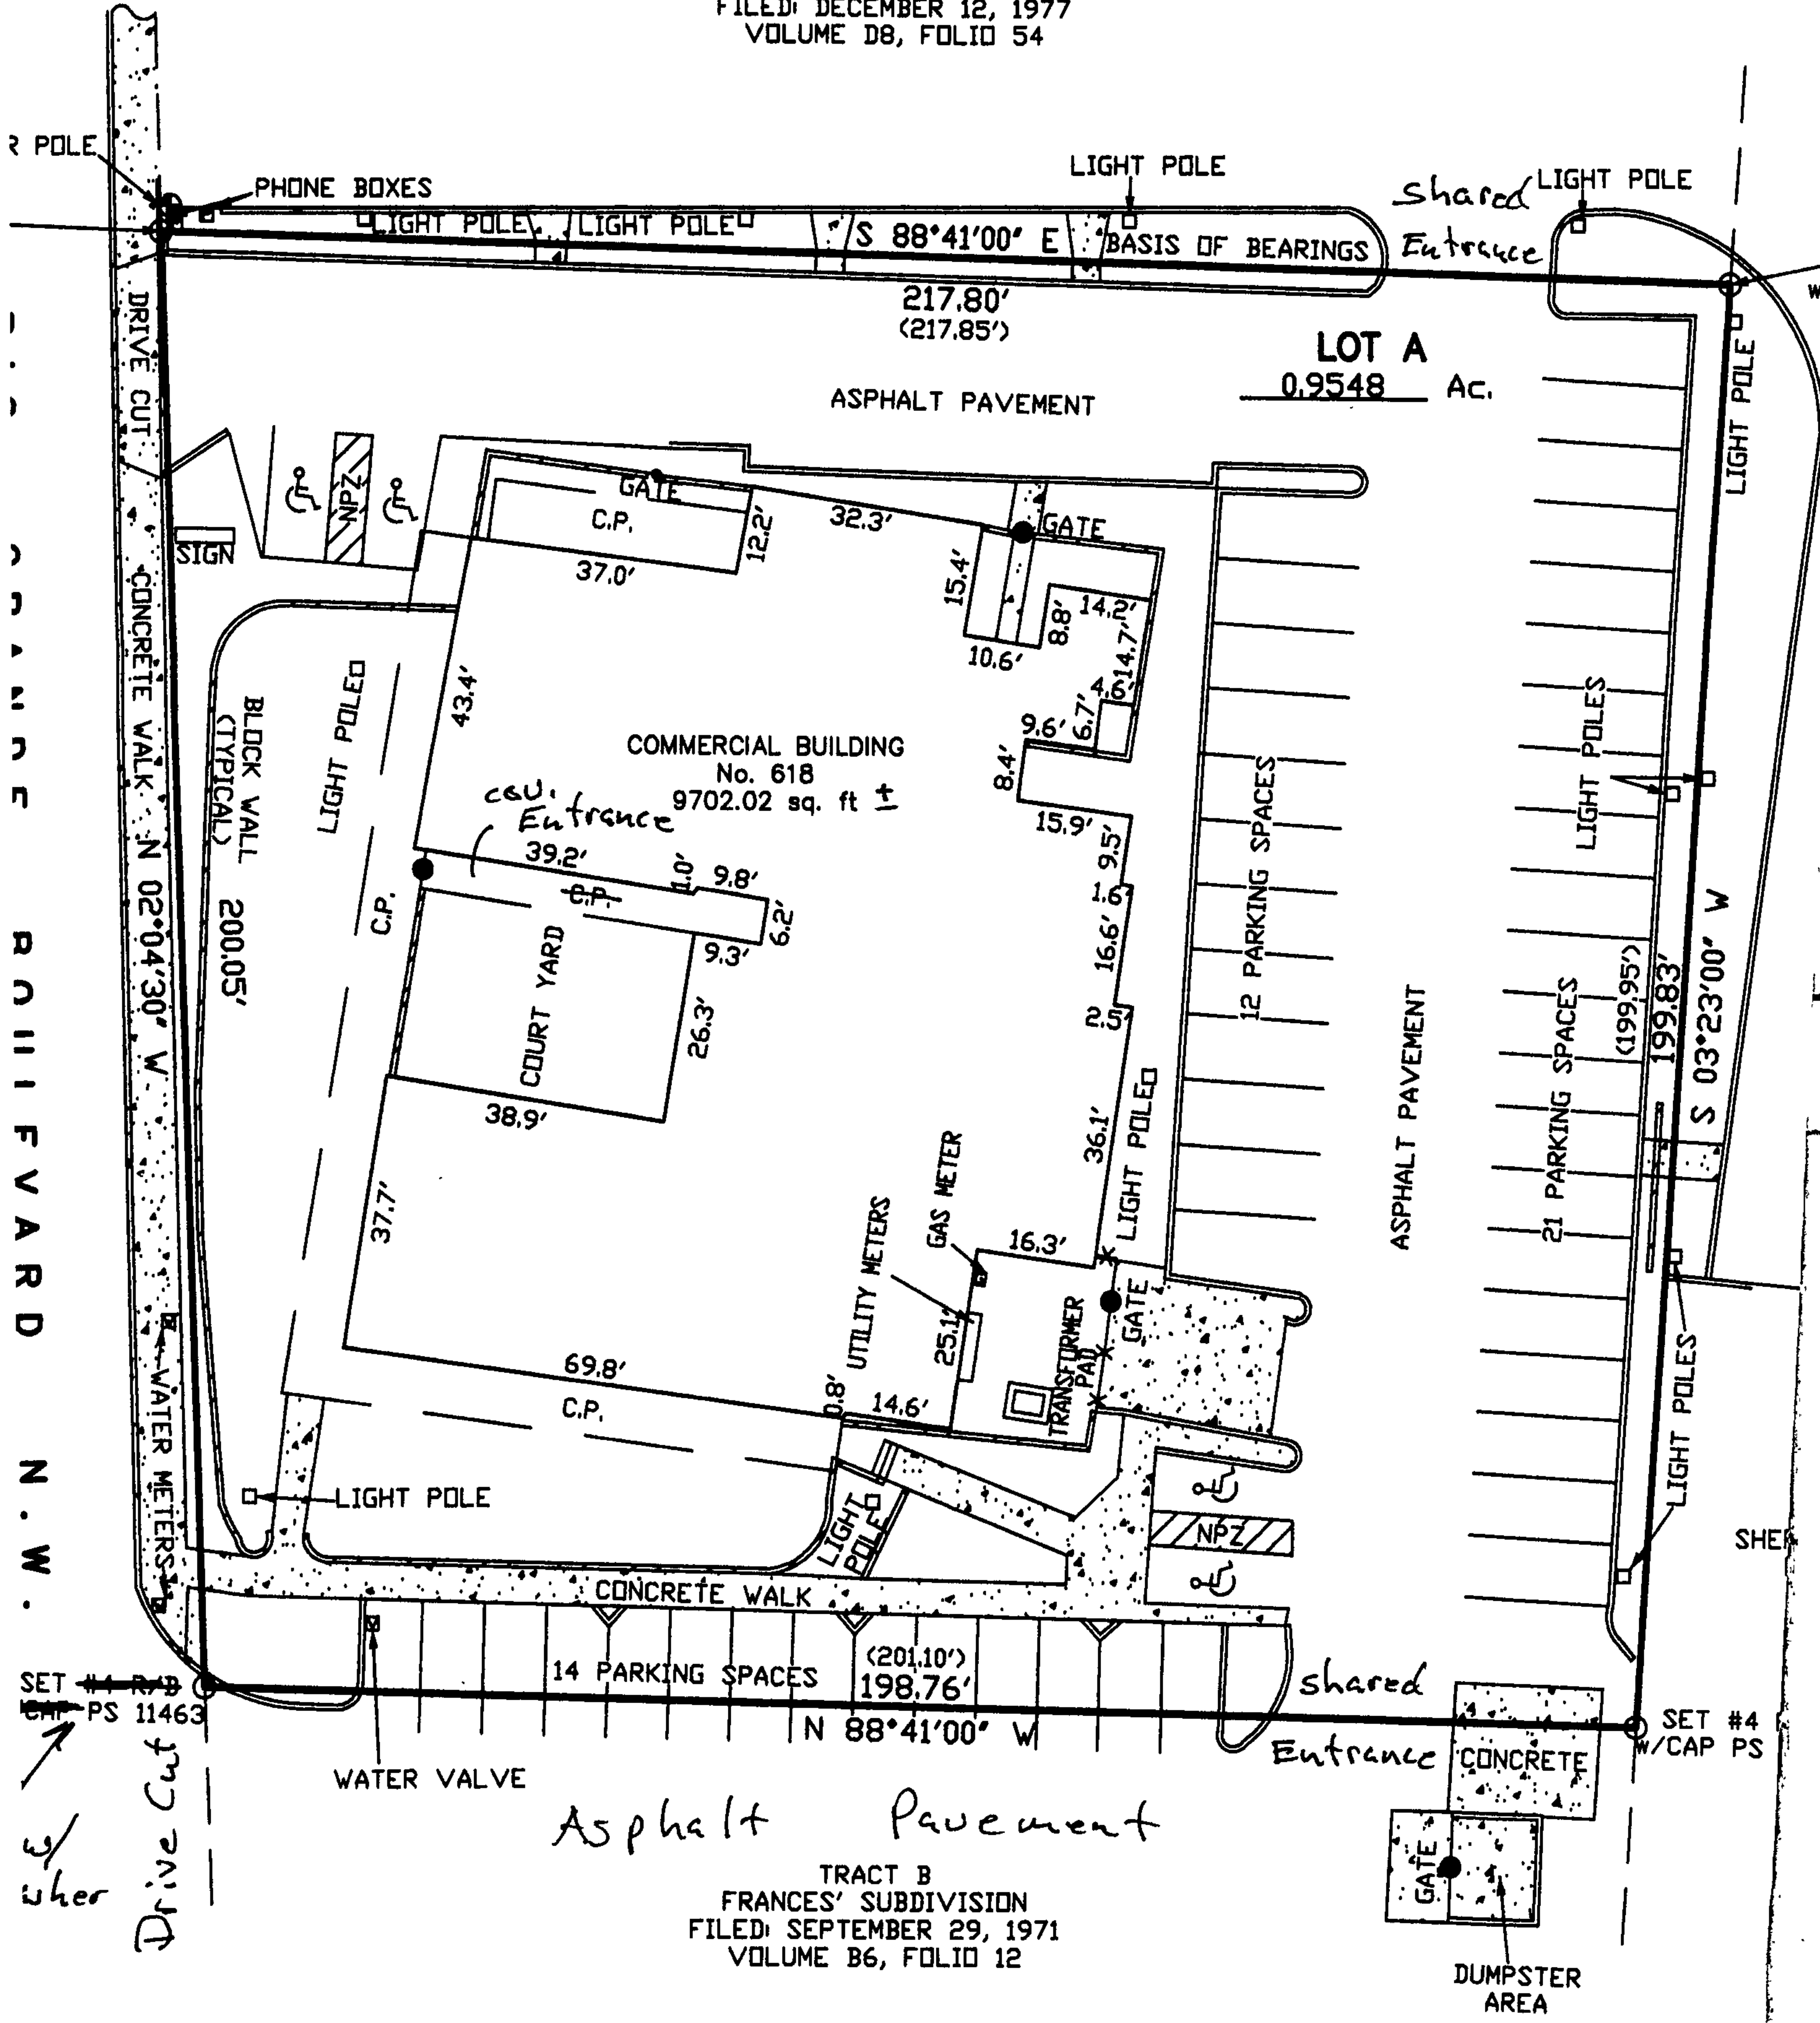 FILED: DECEMBER 12, 1977
VOLUME D8, FOLIO 54
POLE
PHONE BOXES
LIGHT POLE
LIGHT POLE
LIGHT POLE
shared
LIGHT POLE
S 88°41'00" E
BASIS OF BEARINGS
Entrance
217.80'
(217.85')
LOT A
0.9548 Ac.
ASPHALT PAVEMENT
LIGHT POLE
DRIVE CUT
NPZ
SIGN
GATE
C.P.
12.2'
37.0'
32.3'
GATE
15.4'
10.6'
8.8'
14.2'
14.7'
4.6'
6.7'
9.6'
8.4'
15.9'
9.5'
1.6'
16.6'
2.5'
36.1'
CONCRETE WALK
N 02°04'30" W
200.05'
BLOCK WALL
(TYPICAL)
LIGHT POLE
C.P.
43.4'
COMMERCIAL BUILDING
No. 618
9702.02 sq. ft ±
Entrance
39.2'
1.0'
9.8'
C.P.
6.2'
9.3'
COURT YARD
26.3'
38.9'
37.7'
12 PARKING SPACES
LIGHT POLES
21 PARKING SPACES
(199.95')
199.83'
S 03°23'00" W
ASPHALT PAVEMENT
LIGHT POLE
GAS METER
UTILITY METERS
16.3'
25.1'
TRANSFORMER
PAD
GATE
69.8'
0.8'
14.6'
C.P.
WATER METERS
LIGHT POLE
LIGHT
POLE
NPZ
LIGHT POLES
CONCRETE WALK
BOULEVARD N.W.
14 PARKING SPACES
(201.10')
198.76'
N 88°41'00" W
shared
Entrance
CONCRETE
SET #4
W/CAP PS
SET #4 R/B
CAP PS 11463
Drive Cut
w/
WATER VALVE
Asphalt Pavement
TRACT B
FRANCES' SUBDIVISION
FILED: SEPTEMBER 29, 1971
VOLUME B6, FOLIO 12
GATE
DUMPSTER
AREA